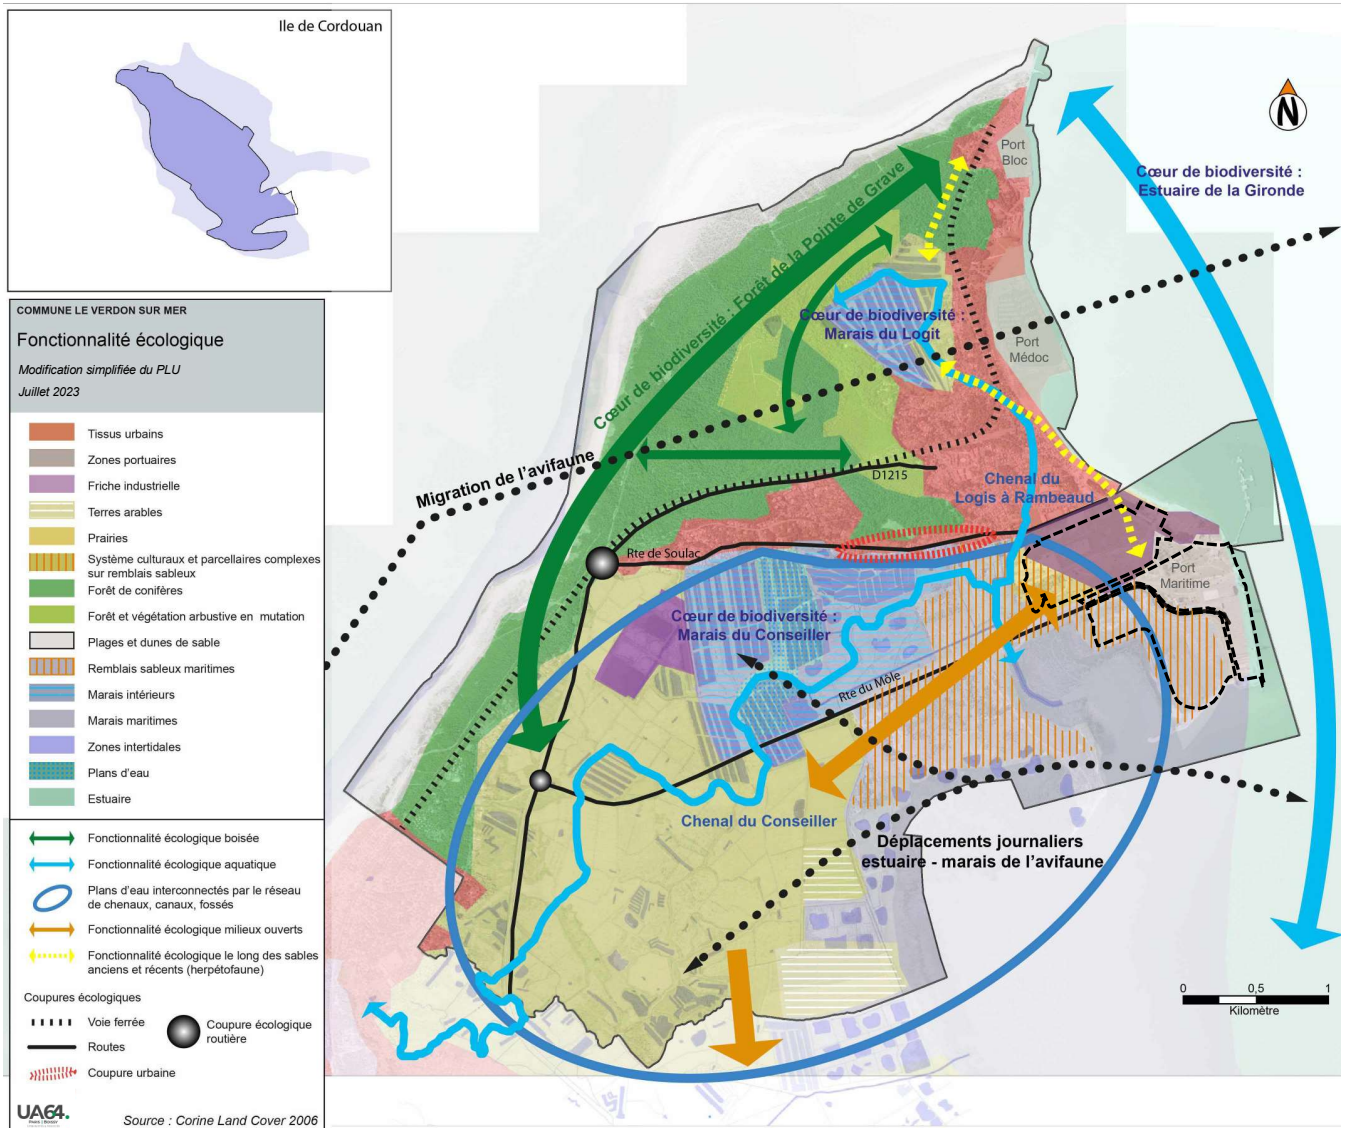 Ile de Cordouan
COMMUNE LE VERDON SUR MER
Fonctionnalité écologique
Modification simplifiée du PLU
Juillet 2023
Tissus urbains
Zones portuaires
Friche industrielle
Terres arables
Prairies
Système culturaux et parcellaires complexes
sur remblais sableux
Forêt de conifères
Forêt et végétation arbustive en mutation
Plages et dunes de sable
Remblais sableux maritimes
Marais intérieurs
Marais maritimes
Zones intertidales
Plans d'eau
Estuaire
Fonctionnalité écologique boisée
Fonctionnalité écologique aquatique
Plans d'eau interconnectés par le réseau
de chenaux, canaux, fossés
Fonctionnalité écologique milieux ouverts
Fonctionnalité écologique le long des sables
anciens et récents (herpétofaune)
Coupures écologiques
Voie ferrée
Routes
Coupure urbaine
Coupure écologique
routière
UA64.
Source : Corine Land Cover 2006
N
Port
Bloc
Cœur de biodiversité :
Estuaire de la Gironde
Cœur de biodiversité : Forêt de la Pointe de Grave
Cœur de biodiversité :
Marais du Logit
Port
Médoc
Migration de l'avifaune
D1215
Chenal du
Logis à Rambeaud
Rte de Soulac
Port
Maritime
Cœur de biodiversité :
Marais du Conseiller
Rte du Môle
Chenal du Conseiller
Déplacements journaliers
estuaire - marais de l'avifaune
0 0,5 1
Kilomètre